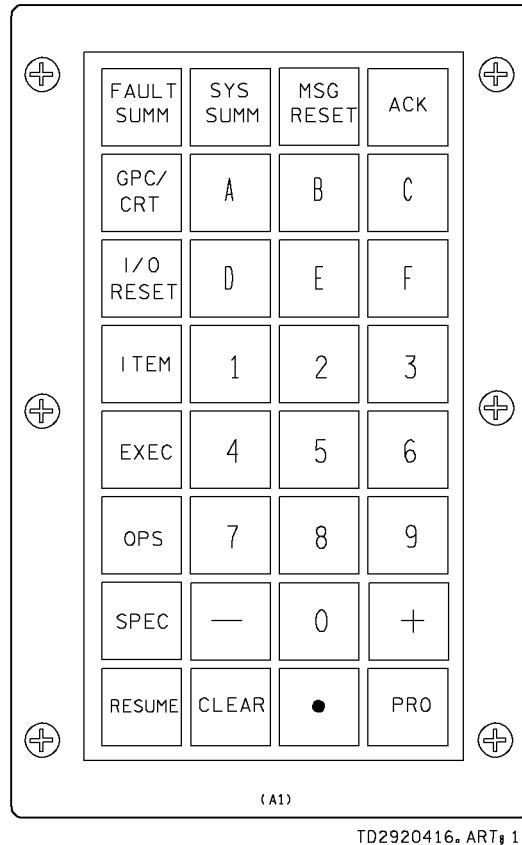 FAULT SUMM SYS SUMM MSG RESET ACK
GPC/ CRT A B C
I/O RESET D E F
ITEM 1 2 3
EXEC 4 5 6
OPS 7 8 9
SPEC — 0 +
RESUME CLEAR • PRO
(A1)
TD2920416. ART; 1